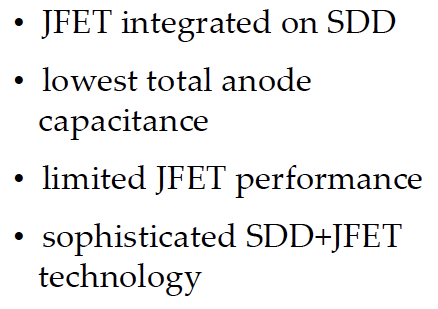 • JFET integrated on SDD
• lowest total anode
capacitance
• limited JFET performance
• sophisticated SDD+JFET
technology